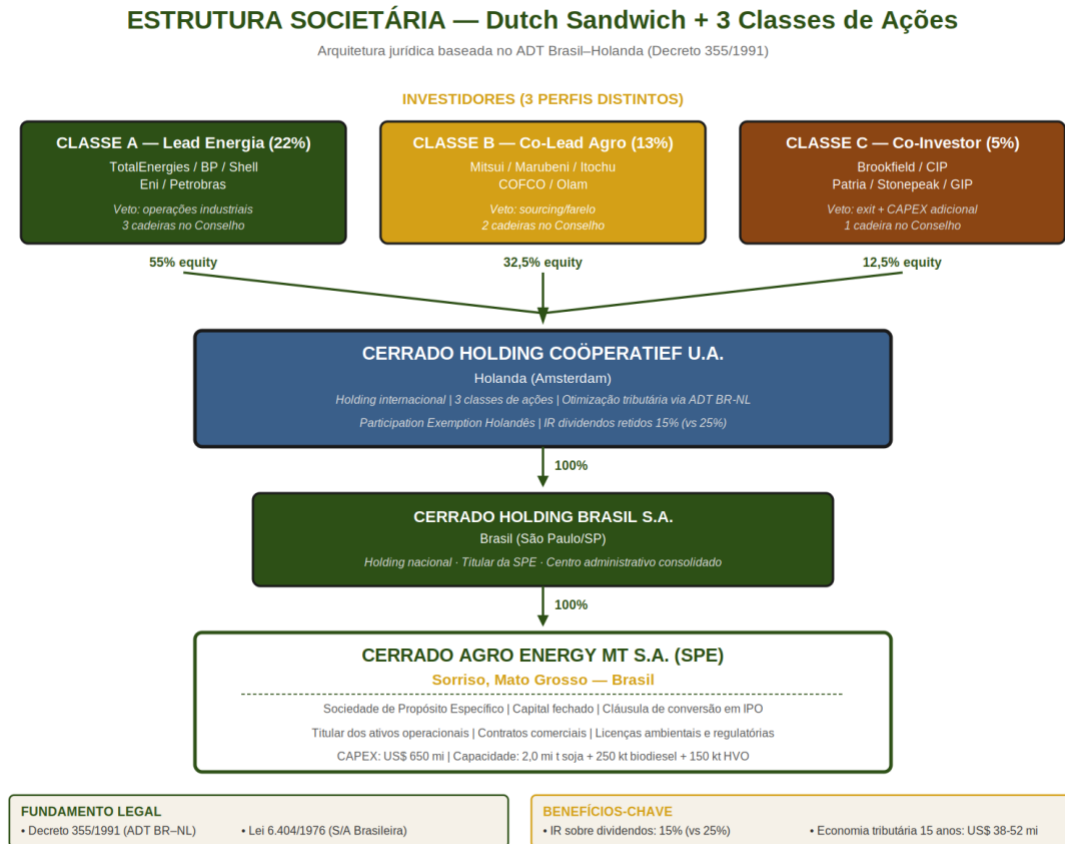 ESTRUTURA SOCIETÁRIA — Dutch Sandwich + 3 Classes de Ações
Arquitetura jurídica baseada no ADT Brasil–Holanda (Decreto 355/1991)
INVESTIDORES (3 PERFIS DISTINTOS)
CLASSE A — Lead Energia (22%)
TotalEnergies / BP / Shell
Eni / Petrobras
Veto: operações industriais
3 cadeiras no Conselho
CLASSE B — Co-Lead Agro (13%)
Mitsui / Marubeni / Itochu
COFCO / Olam
Veto: sourcing/farelo
2 cadeiras no Conselho
CLASSE C — Co-Investor (5%)
Brookfield / CIP
Patria / Stonepeak / GIP
Veto: exit + CAPEX adicional
1 cadeira no Conselho
55% equity
32,5% equity
12,5% equity
CERRADO HOLDING COÖPERATIEF U.A.
Holanda (Amsterdam)
Holding internacional | 3 classes de ações | Otimização tributária via ADT BR-NL
Participation Exemption Holandês | IR dividendos retidos 15% (vs 25%)
100%
CERRADO HOLDING BRASIL S.A.
Brasil (São Paulo/SP)
Holding nacional · Titular da SPE · Centro administrativo consolidado
100%
CERRADO AGRO ENERGY MT S.A. (SPE)
Sorriso, Mato Grosso — Brasil
Sociedade de Propósito Específico | Capital fechado | Cláusula de conversão em IPO
Titular dos ativos operacionais | Contratos comerciais | Licenças ambientais e regulatórias
CAPEX: US$ 650 mi | Capacidade: 2,0 mi t soja + 250 kt biodiesel + 150 kt HVO
FUNDAMENTO LEGAL
• Decreto 355/1991 (ADT BR–NL)
• Lei 6.404/1976 (S/A Brasileira)
BENEFÍCIOS-CHAVE
• IR sobre dividendos: 15% (vs 25%)
• Economia tributária 15 anos: US$ 38-52 mi